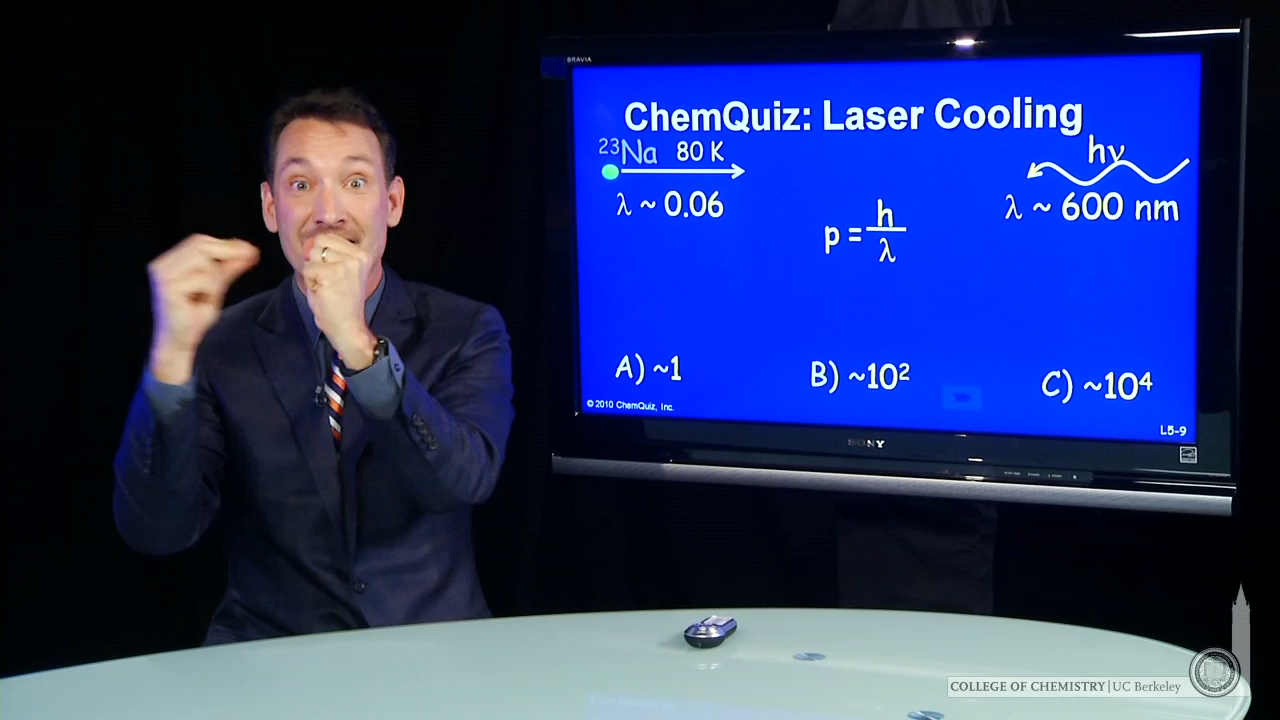 BRAVIA
ChemQuiz: Laser Cooling
²³Na 80 K
hν
λ ~ 0.06
λ ~ 600 nm
p = h/λ
A) ~1
B) ~10²
C) ~10⁴
© 2010 ChemQuiz, Inc.
L5-9
SONY
COLLEGE OF CHEMISTRY | UC Berkeley